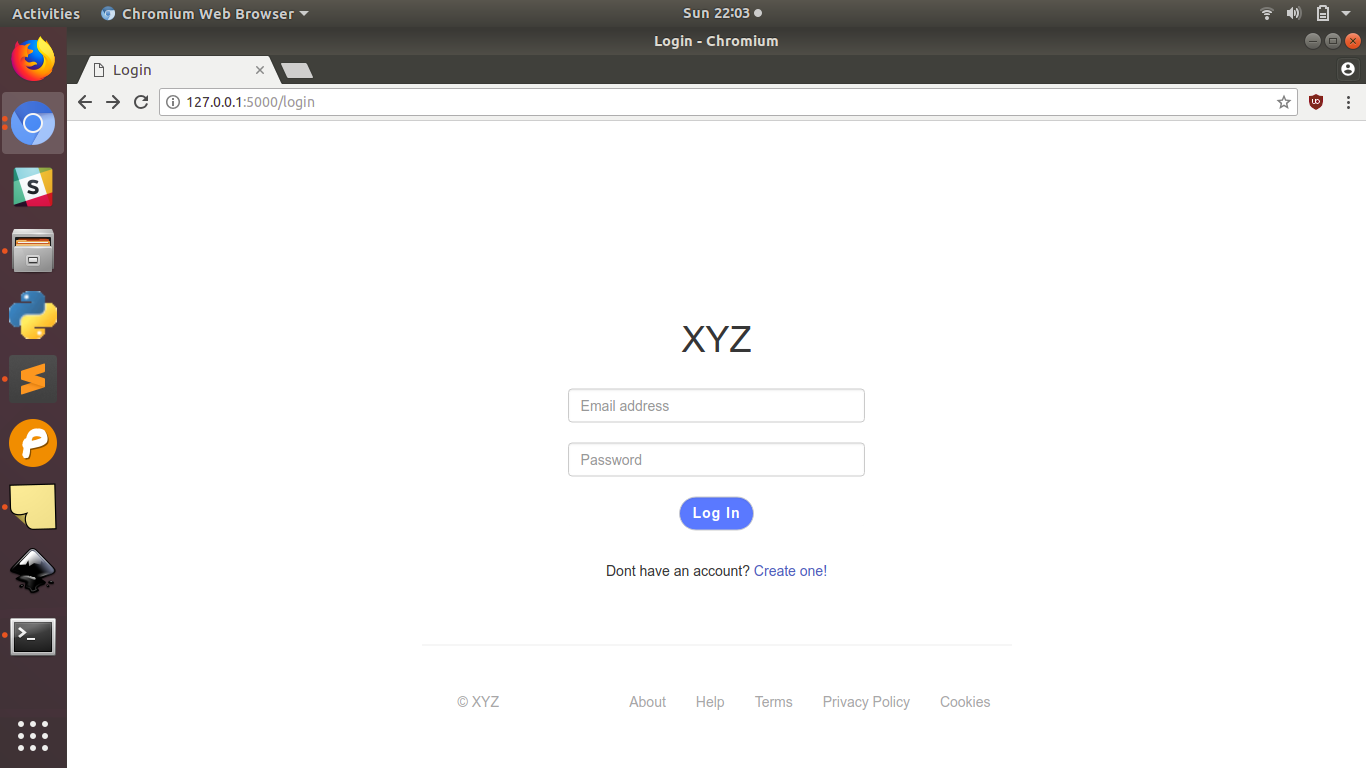 Activities Chromium Web Browser Sun 22:03
Login - Chromium
Login
127.0.0.1:5000/login
S
XYZ
Email address
Password
Log In
Dont have an account? Create one!
© XYZ About Help Terms Privacy Policy Cookies